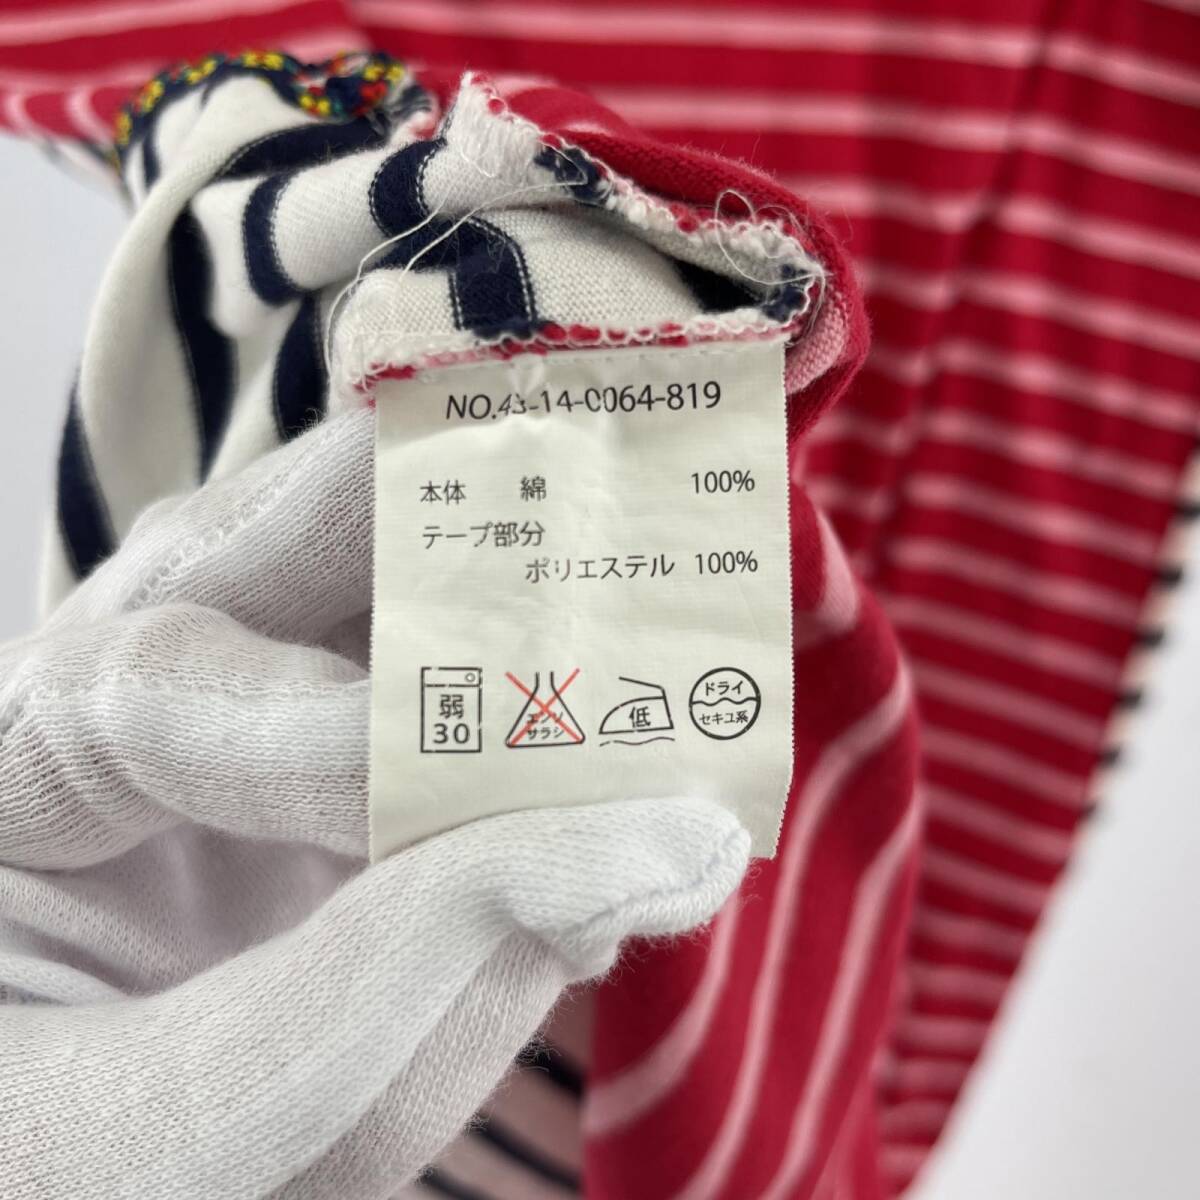 NO.43-14-0064-819
本体 綿 100%
テープ部分
ポリエステル 100%
弱
30
エンソ
サラシ
低
ドライ
セキユ系